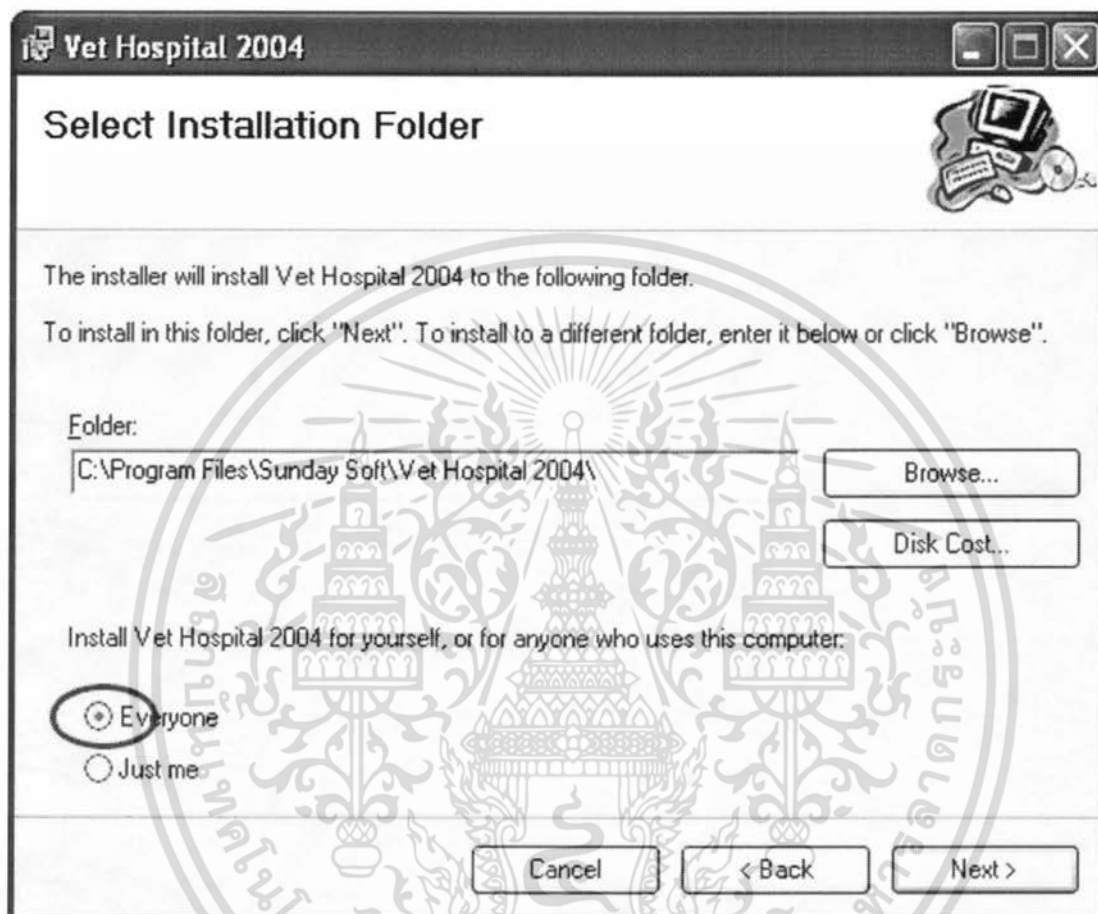 Vet Hospital 2004
Select Installation Folder
The installer will install Vet Hospital 2004 to the following folder.
To install in this folder, click "Next". To install to a different folder, enter it below or click "Browse".
Folder:
C:\Program Files\Sunday Soft\Vet Hospital 2004\
Browse...
Disk Cost...
Install Vet Hospital 2004 for yourself, or for anyone who uses this computer:
Everyone
Just me
Cancel
< Back
Next >